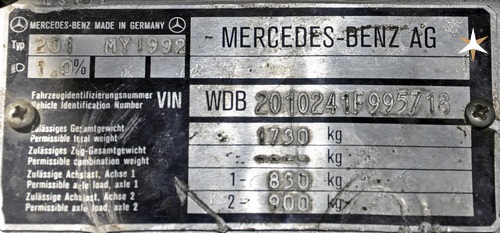 MERCEDES-BENZ MADE IN GERMANY
Typ 201 MY1992
1.0%
MERCEDES-BENZ AG
Fahrzeugidentifizierungsnummer
Vehicle Identification Number VIN WDB 2010241F995718
Zulässiges Gesamtgewicht
Permissible total weight 1730 kg
Zulässiges Zug-Gesamtgewicht
Permissible combination weight kg
Zulässige Achslast, Achse 1
Permissible axle load, axle 1 1- 830 kg
Zulässige Achslast, Achse 2
Permissible axle load, axle 2 2- 900 kg